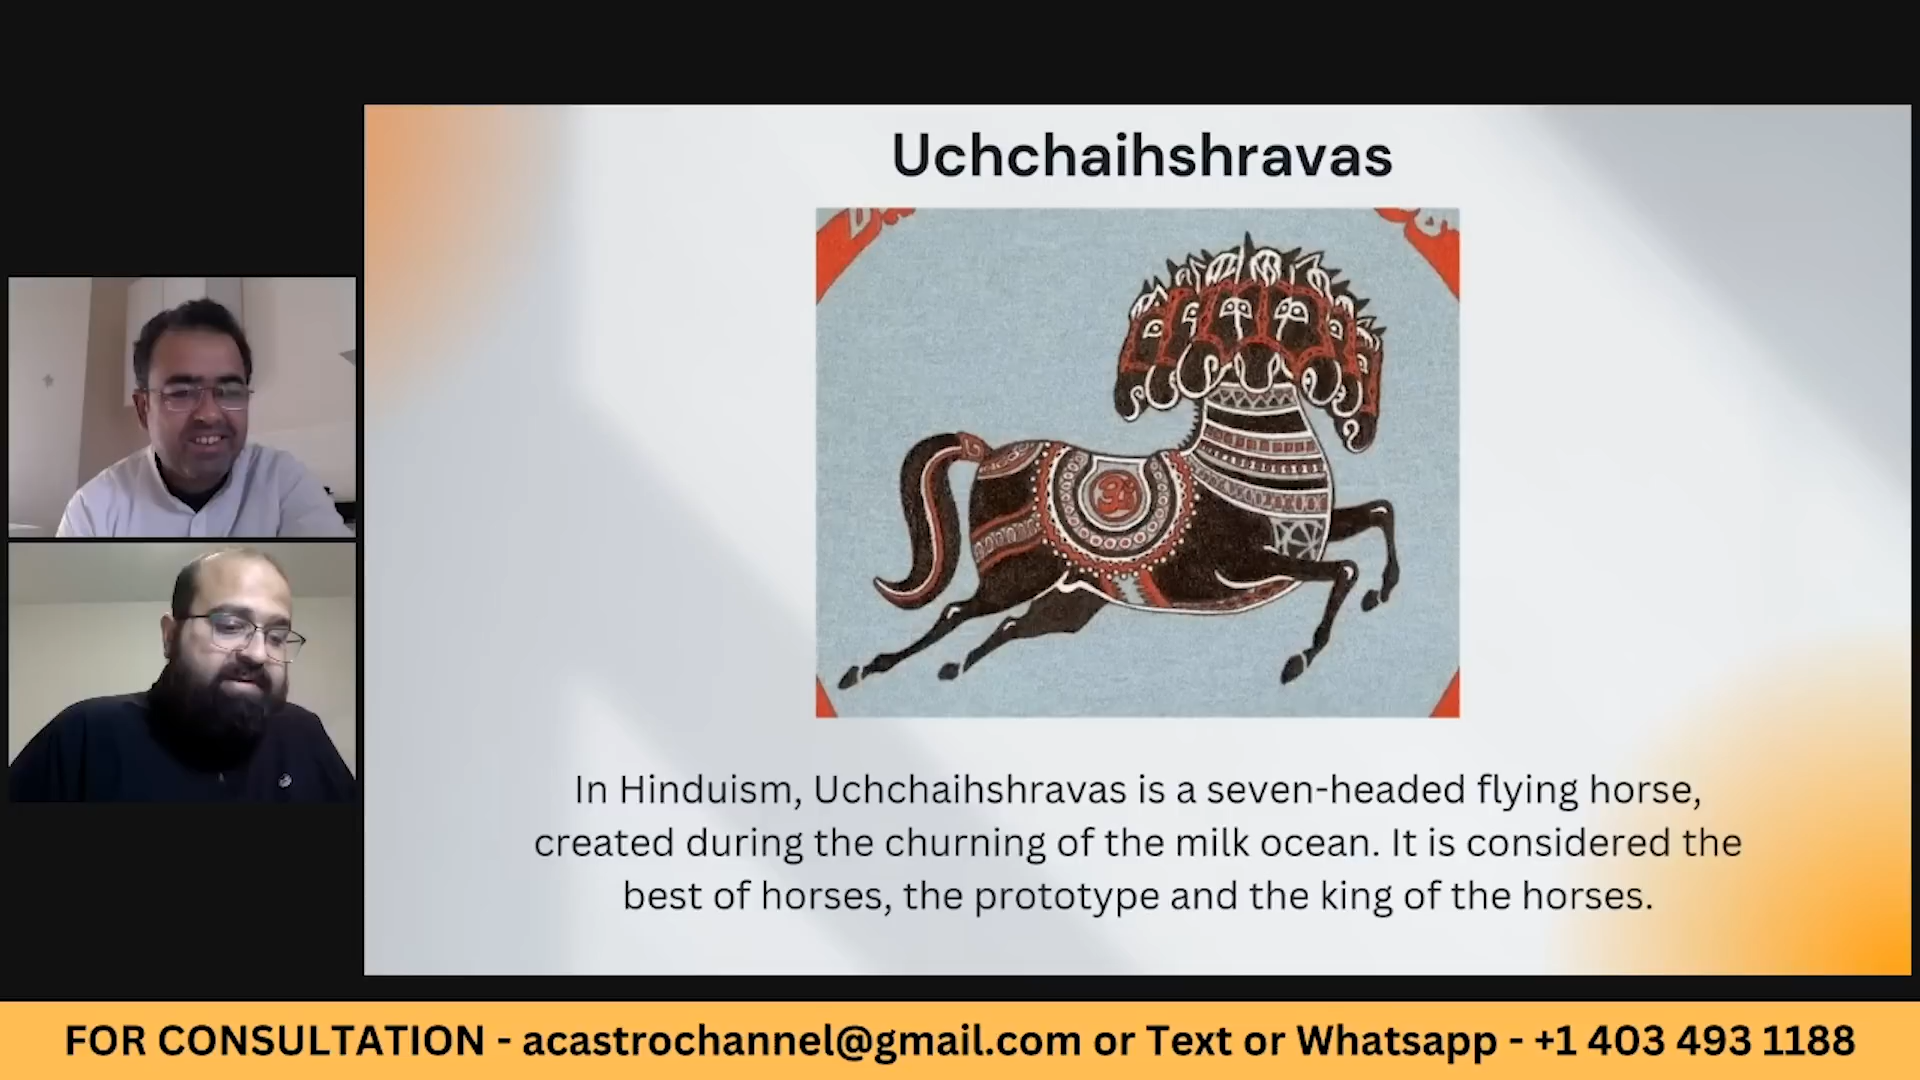 Uchchaihshravas
In Hinduism, Uchchaihshravas is a seven-headed flying horse,
created during the churning of the milk ocean. It is considered the
best of horses, the prototype and the king of the horses.
FOR CONSULTATION - acastrochannel@gmail.com or Text or Whatsapp - +1 403 493 1188